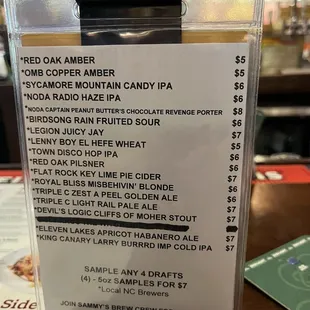 *RED OAK AMBER $5
*OMB COPPER AMBER $5
*SYCAMORE MOUNTAIN CANDY IPA $6
*NODA RADIO HAZE IPA $6
*NODA CAPTAIN PEANUT BUTTER'S CHOCOLATE REVENGE PORTER $8
*BIRDSONG RAIN FRUITED SOUR $6
*LEGION JUICY JAY $7
*LENNY BOY EL HEFE WHEAT $5
*TOWN DISCO HOP IPA $6
*RED OAK PILSNER $5
*FLAT ROCK KEY LIME PIE CIDER $7
*ROYAL BLISS MISBEHIVIN' BLONDE $6
*TRIPLE C ZEST A PEEL GOLDEN ALE $6
*TRIPLE C LIGHT RAIL PALE ALE $7
*DEVIL'S LOGIC CLIFFS OF MOHER STOUT $7
*ELEVEN LAKES APRICOT HABANERO ALE $7
*KING CANARY LARRY BURRRD IMP COLD IPA $7
SAMPLE ANY 4 DRAFTS
(4) - 5oz SAMPLES FOR $7
*Local NC Brewers
JOIN SAMMY'S BREW
Side